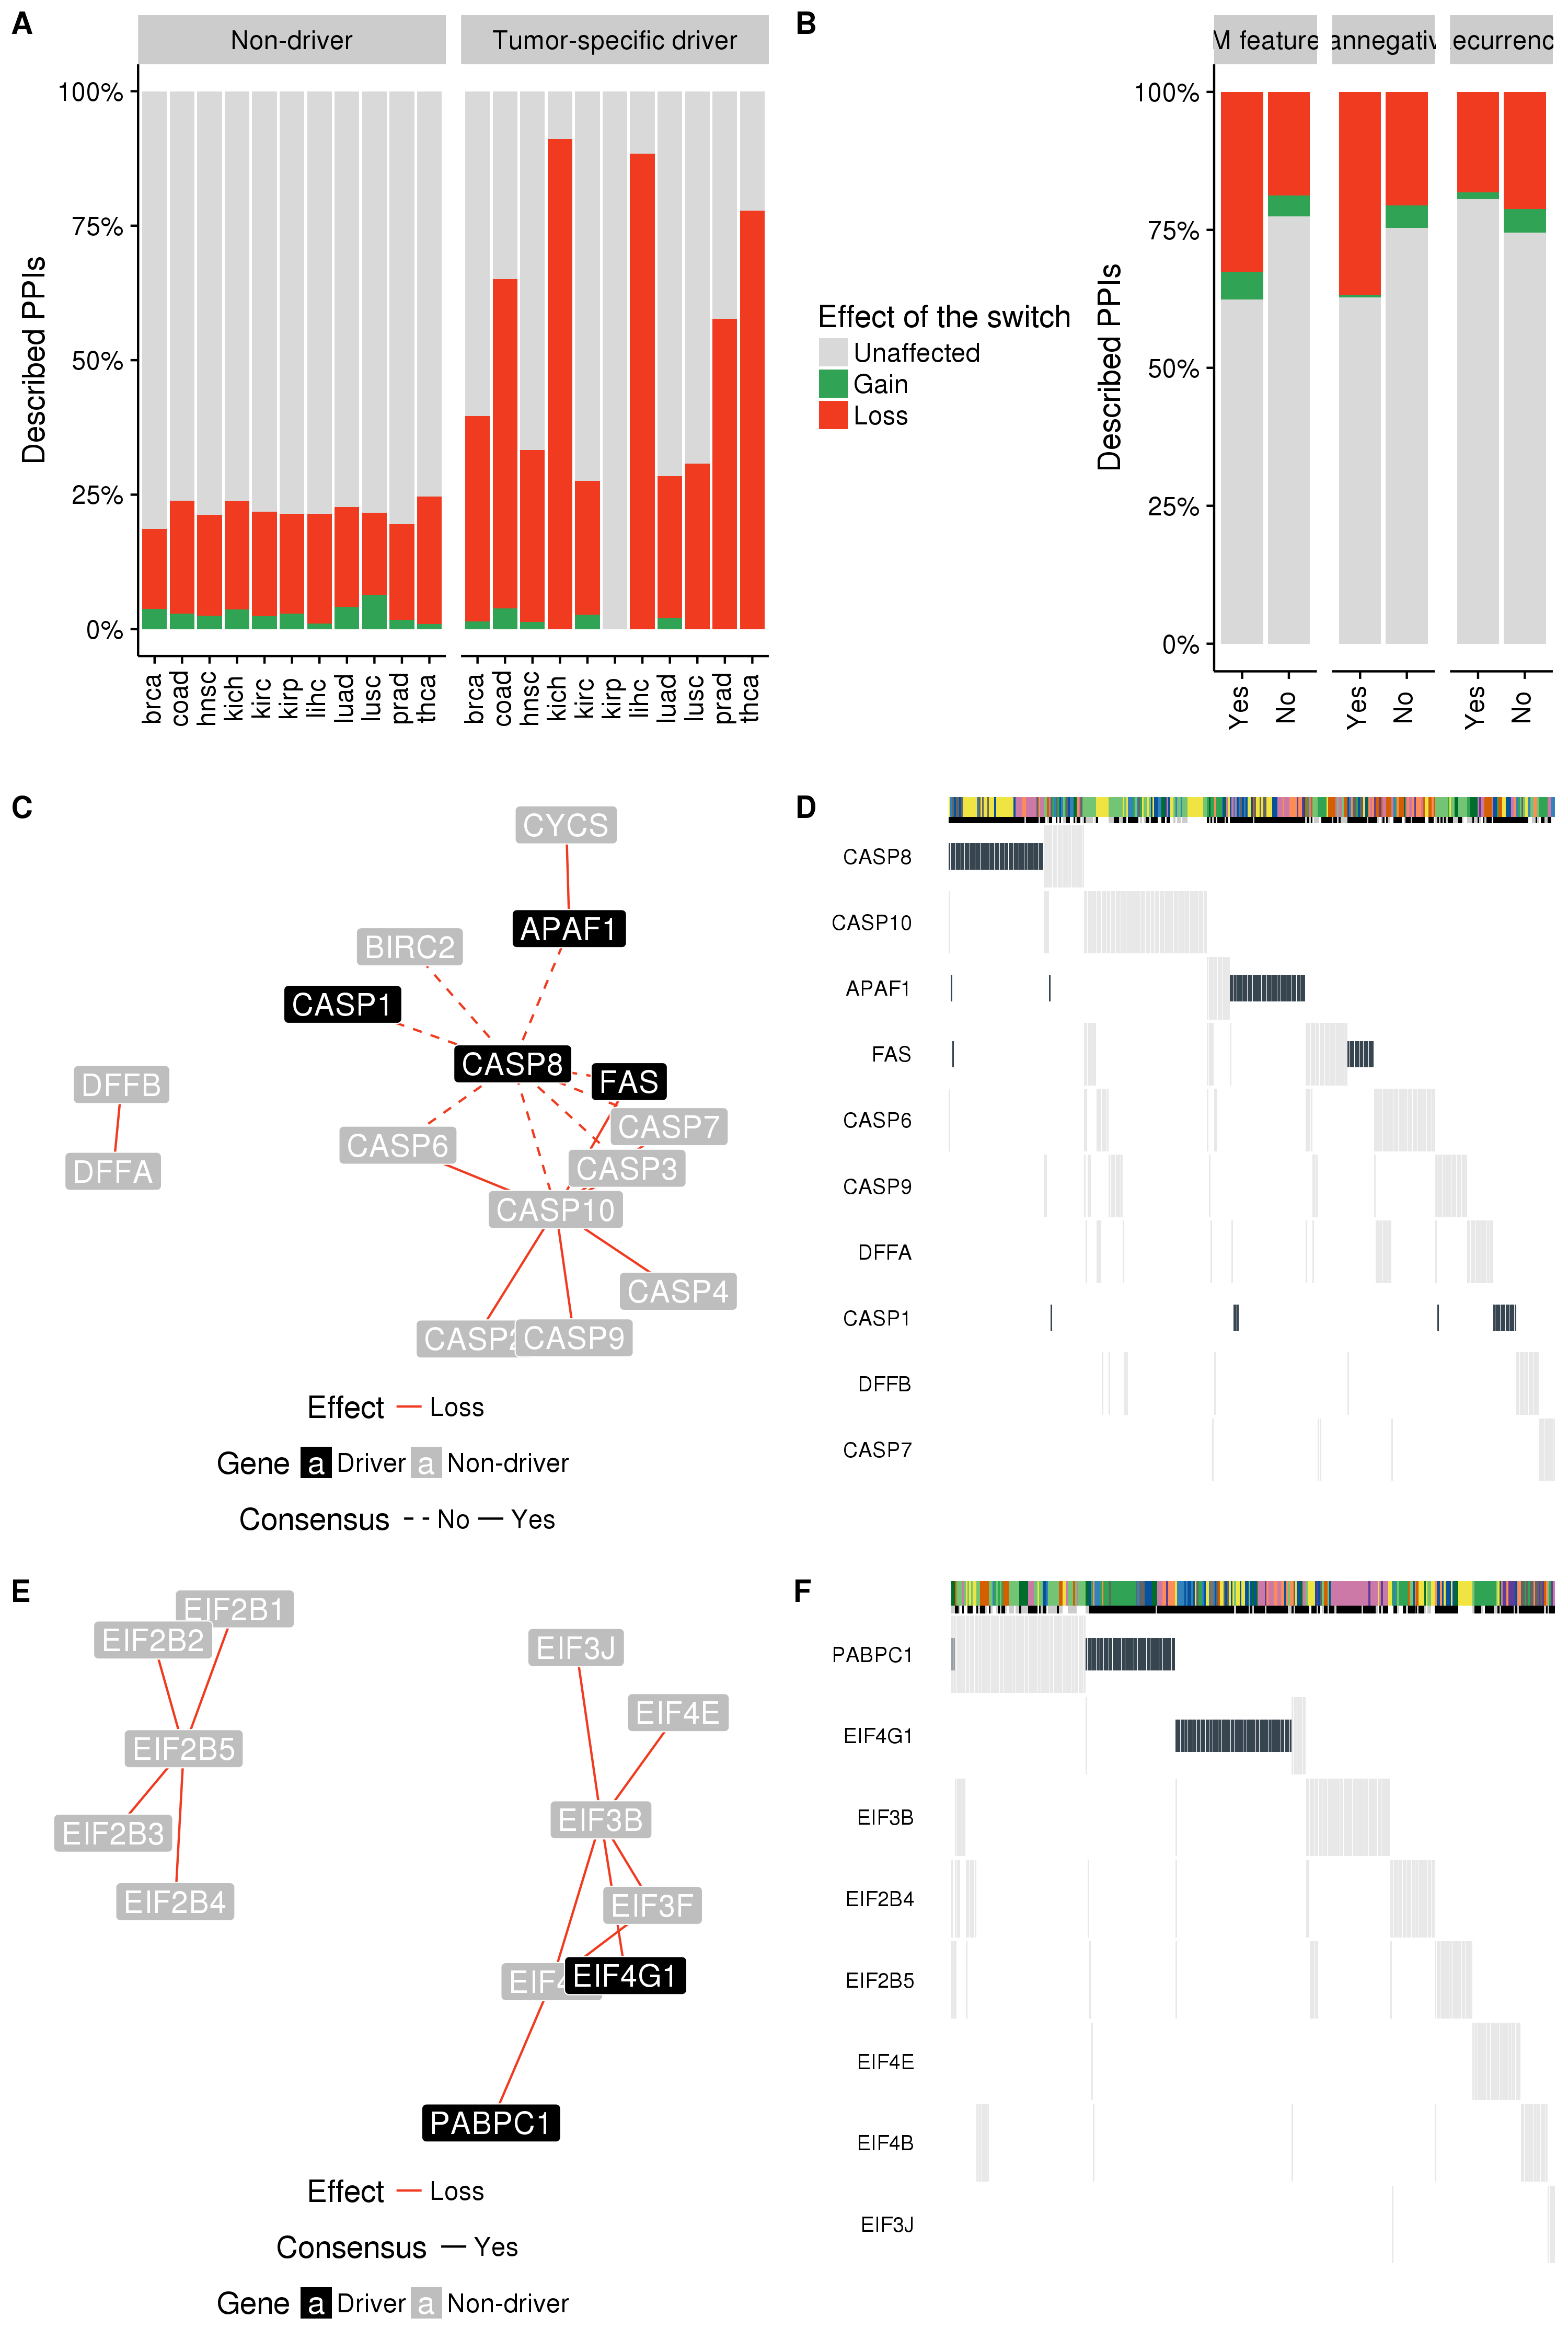 A
Non-driver
Tumor-specific driver
Described PPIs
100%
75%
50%
25%
0%
brca
coad
hnsc
kich
kirc
kirp
lihc
luad
lusc
prad
thca
brca
coad
hnsc
kich
kirc
kirp
lihc
luad
lusc
prad
thca
Effect of the switch
Unaffected
Gain
Loss
B
M feature
annegativ
ecurrenc
Described PPIs
100%
75%
50%
25%
0%
Yes
No
Yes
No
Yes
No
C
CYCS
APAF1
BIRC2
CASP1
CASP8
FAS
DFFB
CASP7
CASP6
CASP3
DFFA
CASP10
CASP4
CASP2
CASP9
Effect
Loss
Gene
a Driver
a Non-driver
Consensus
No
Yes
D
CASP8
CASP10
APAF1
FAS
CASP6
CASP9
DFFA
CASP1
DFFB
CASP7
E
EIF2B1
EIF2B2
EIF3J
EIF4E
EIF2B5
EIF3B
EIF2B3
EIF2B4
EIF3F
EIF4
EIF4G1
PABPC1
Effect
Loss
Consensus
Yes
Gene
a Driver
a Non-driver
F
PABPC1
EIF4G1
EIF3B
EIF2B4
EIF2B5
EIF4E
EIF4B
EIF3J